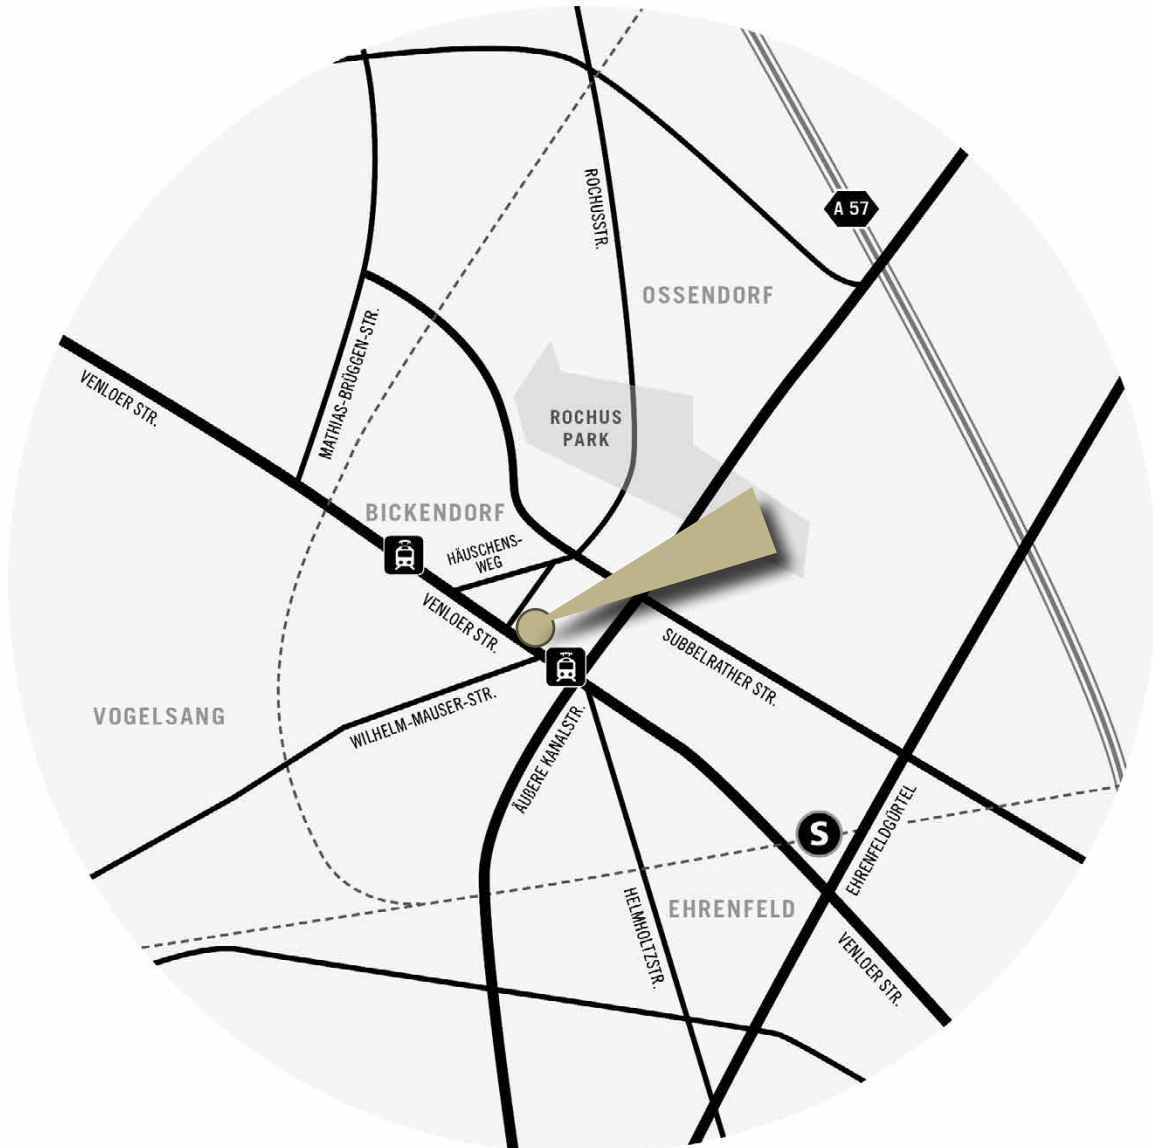 A 57
ROCHUSSTR.
OSSENDORF
MATHIAS-BRÜGGEN-STR.
VENLOER STR.
ROCHUS
PARK
BICKENDORF
HÄUSCHENS-
WEG
VENLOER STR.
SUBBELRATHER STR.
VOGELSANG
WILHELM-MAUSER-STR.
ÄUßERE KANALSTR.
S
EHRENFELDGÜRTEL
HELMHOLTZSTR.
EHRENFELD
VENLOER STR.